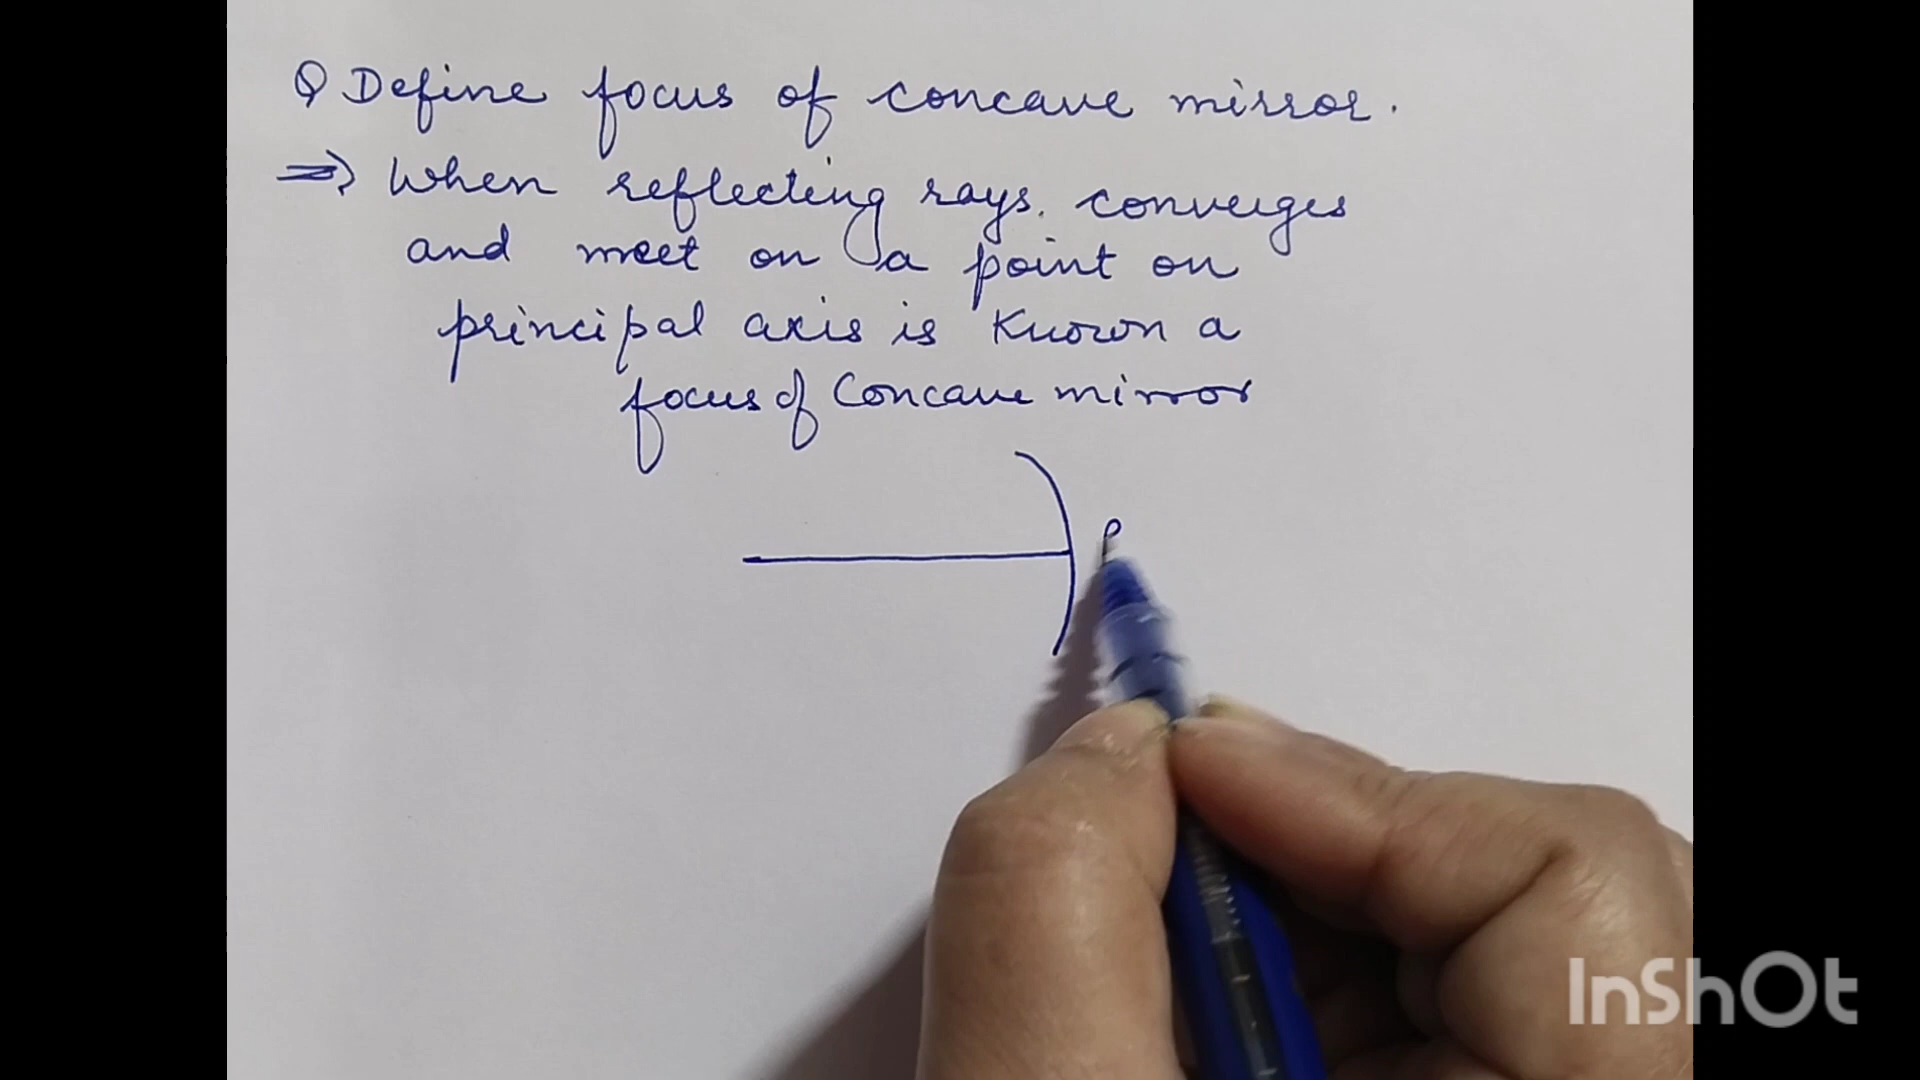 Q Define focus of concave mirror.
⇒ When reflecting rays. converges
and meet on a point on
principal axis is known a
focus of Concave mirror
P
InShOt